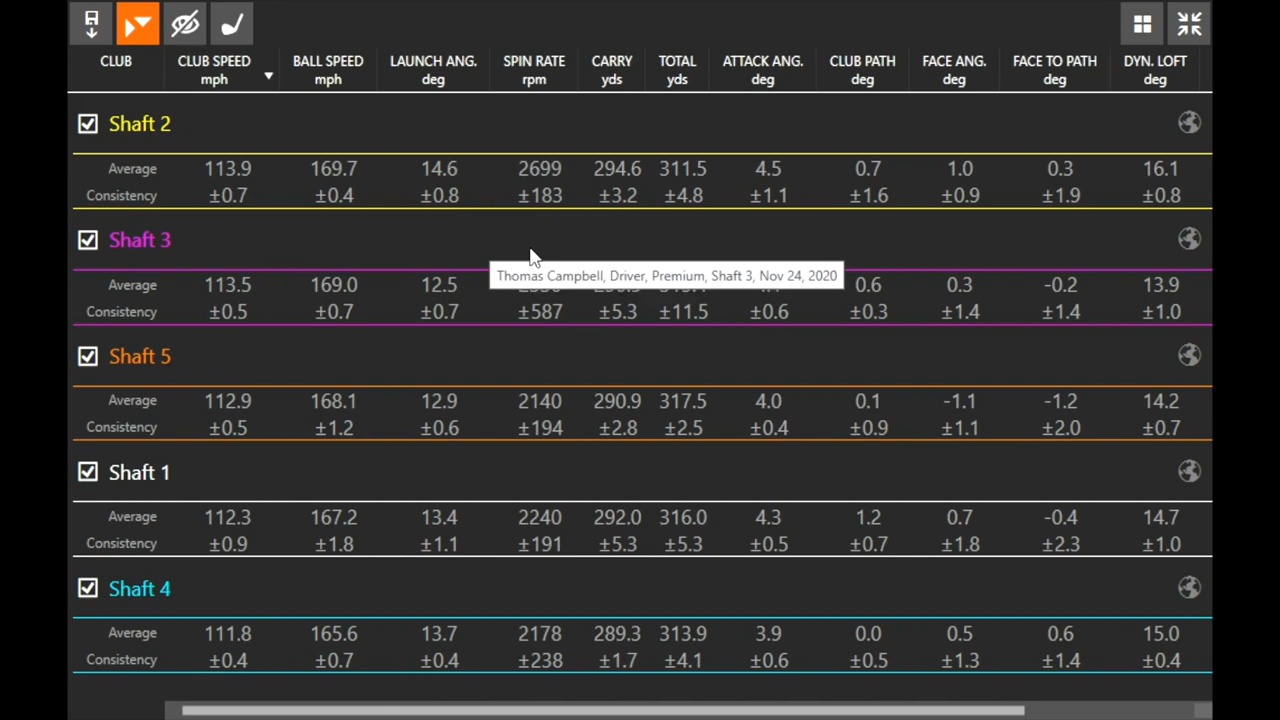 CLUB CLUB SPEED BALL SPEED LAUNCH ANG. SPIN RATE CARRY TOTAL ATTACK ANG. CLUB PATH FACE ANG. FACE TO PATH DYN. LOFT
mph mph deg rpm yds yds deg deg deg deg deg
Shaft 2
Average 113.9 169.7 14.6 2699 294.6 311.5 4.5 0.7 1.0 0.3 16.1
Consistency ±0.7 ±0.4 ±0.8 ±183 ±3.2 ±4.8 ±1.1 ±1.6 ±0.9 ±1.9 ±0.8
Shaft 3
Thomas Campbell, Driver, Premium, Shaft 3, Nov 24, 2020
Average 113.5 169.0 12.5 0.6 0.3 -0.2 13.9
Consistency ±0.5 ±0.7 ±0.7 ±587 ±5.3 ±11.5 ±0.6 ±0.3 ±1.4 ±1.4 ±1.0
Shaft 5
Average 112.9 168.1 12.9 2140 290.9 317.5 4.0 0.1 -1.1 -1.2 14.2
Consistency ±0.5 ±1.2 ±0.6 ±194 ±2.8 ±2.5 ±0.4 ±0.9 ±1.1 ±2.0 ±0.7
Shaft 1
Average 112.3 167.2 13.4 2240 292.0 316.0 4.3 1.2 0.7 -0.4 14.7
Consistency ±0.9 ±1.8 ±1.1 ±191 ±5.3 ±5.3 ±0.5 ±0.7 ±1.8 ±2.3 ±1.0
Shaft 4
Average 111.8 165.6 13.7 2178 289.3 313.9 3.9 0.0 0.5 0.6 15.0
Consistency ±0.4 ±0.7 ±0.4 ±238 ±1.7 ±4.1 ±0.6 ±0.5 ±1.3 ±1.4 ±0.4